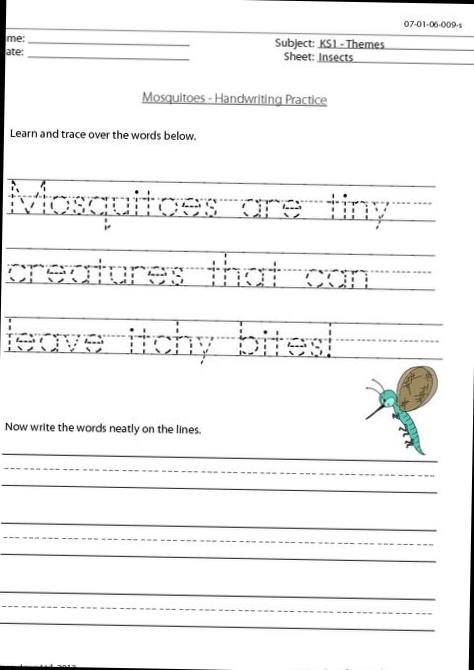 07-01-06-009-s
me:
ate:
Subject: KS1 - Themes
Sheet: Insects
Mosquitoes - Handwriting Practice
Learn and trace over the words below.
Mosquitoes are tiny
creatures that can
leave itchy bites!
Now write the words neatly on the lines.